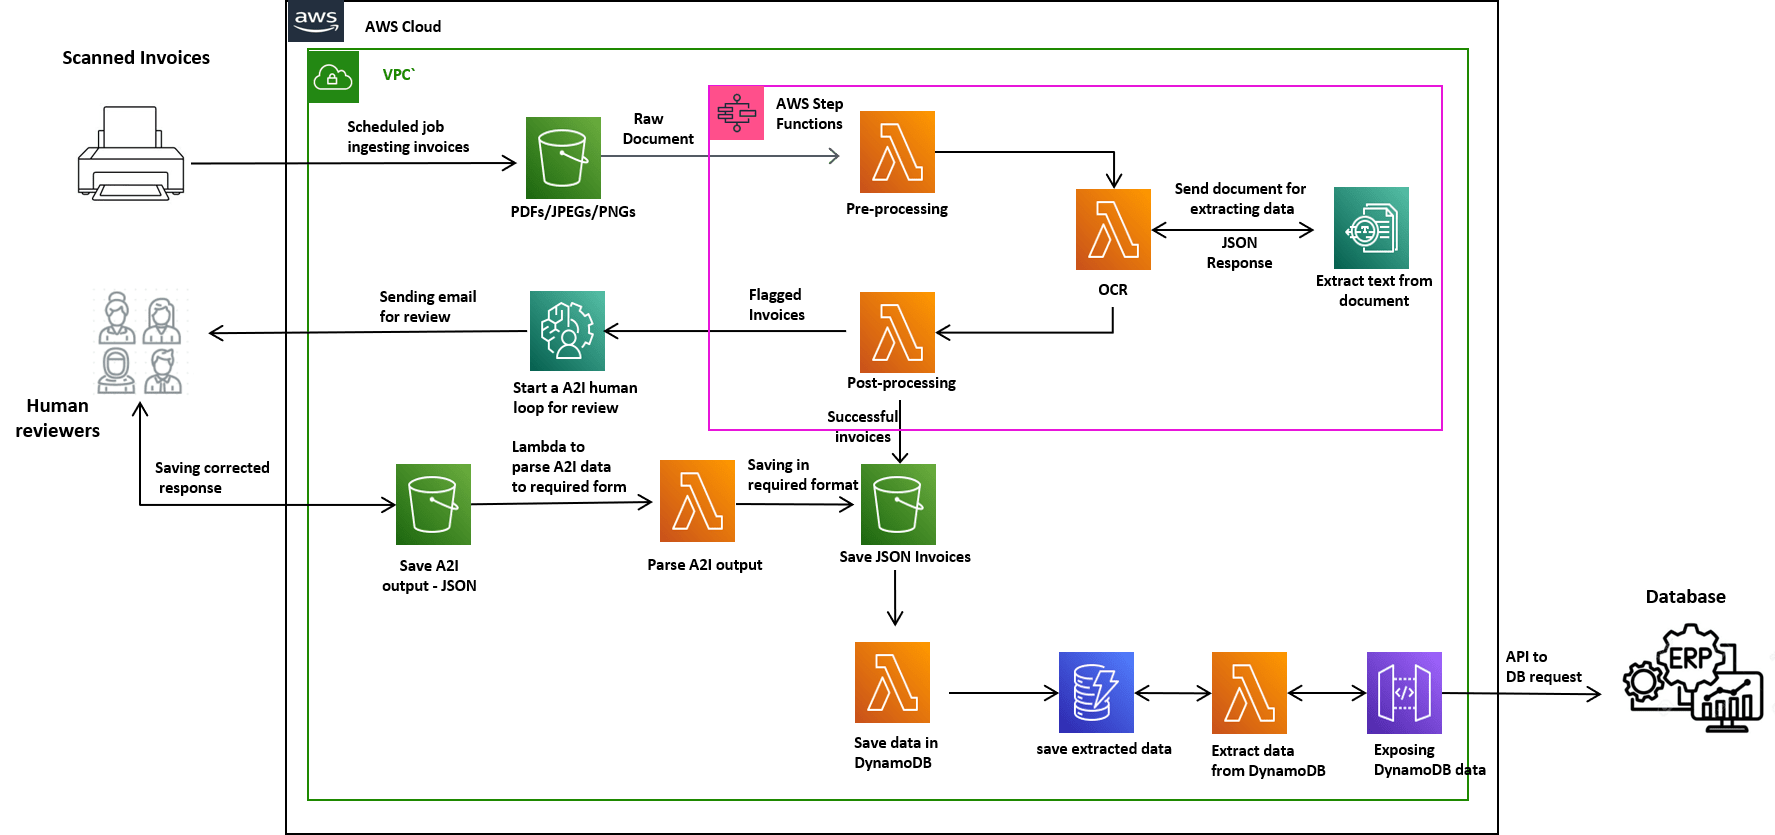 aws
AWS Cloud
Scanned Invoices
VPC`
Scheduled job
ingesting invoices
Raw
Document
AWS Step
Functions
PDFs/JPEGs/PNGs
Pre-processing
Send document for
extracting data
JSON
Response
OCR
Extract text from
document
Sending email
for review
Flagged
Invoices
Start a A2I human
loop for review
Post-processing
Human
reviewers
Successful
invoices
Saving corrected
response
Lambda to
parse A2I data
to required form
Saving in
required format
Save A2I
output - JSON
Parse A2I output
Save JSON Invoices
Database
ERP
API to
DB request
Save data in
DynamoDB
save extracted data
Extract data
from DynamoDB
</>
Exposing
DynamoDB data